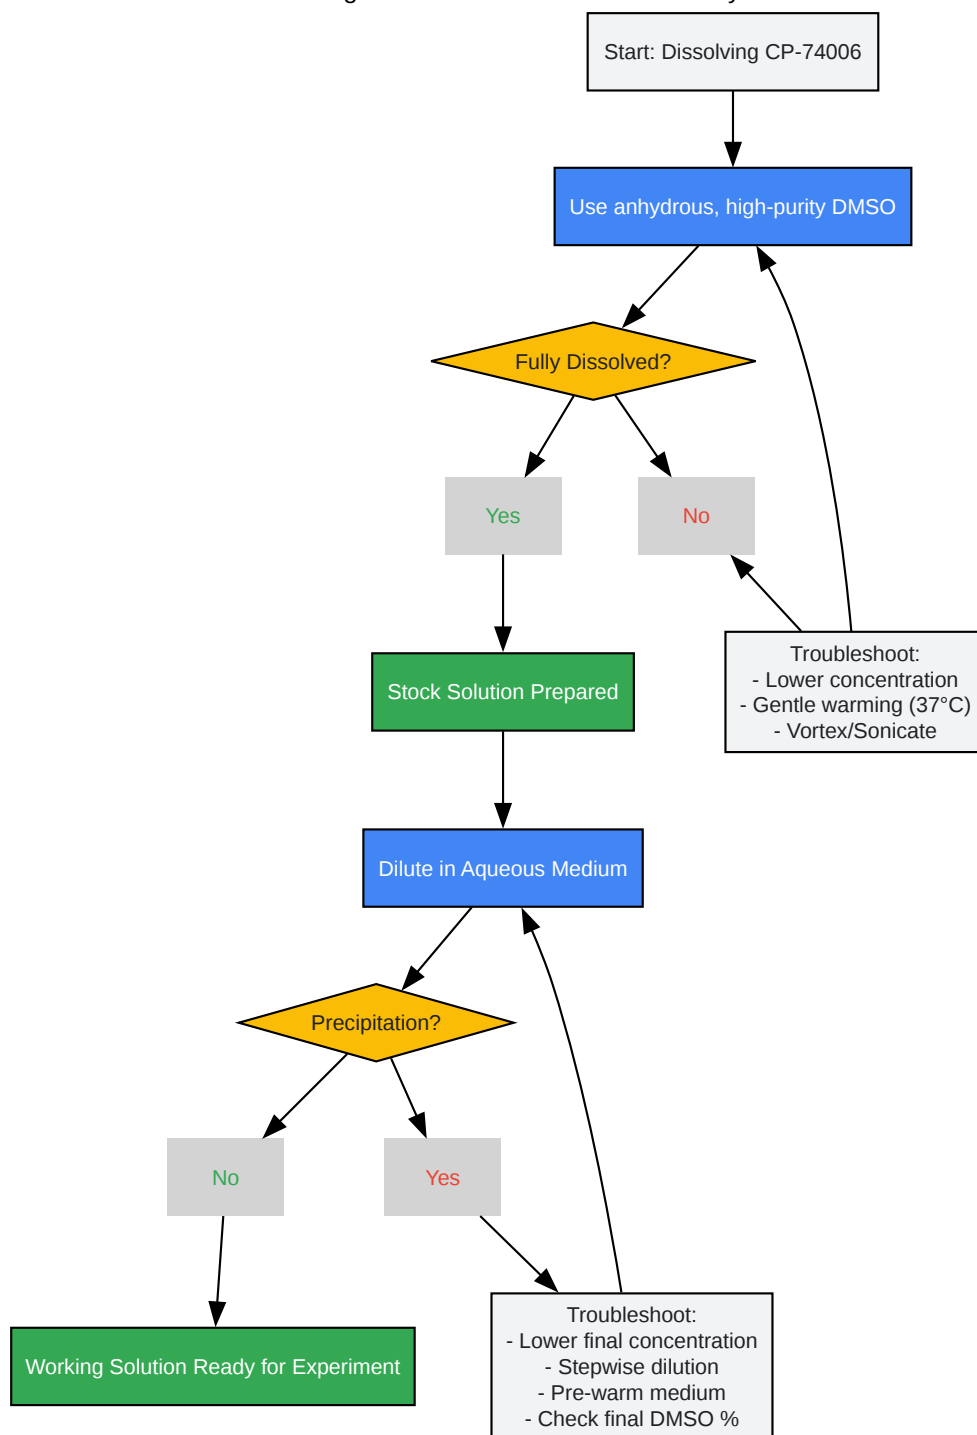 Start: Dissolving CP-74006
Use anhydrous, high-purity DMSO
Fully Dissolved?
Yes
No
Troubleshoot:
- Lower concentration
- Gentle warming (37°C)
- Vortex/Sonicate
Stock Solution Prepared
Dilute in Aqueous Medium
Precipitation?
No
Yes
Troubleshoot:
- Lower final concentration
- Stepwise dilution
- Pre-warm medium
- Check final DMSO %
Working Solution Ready for Experiment